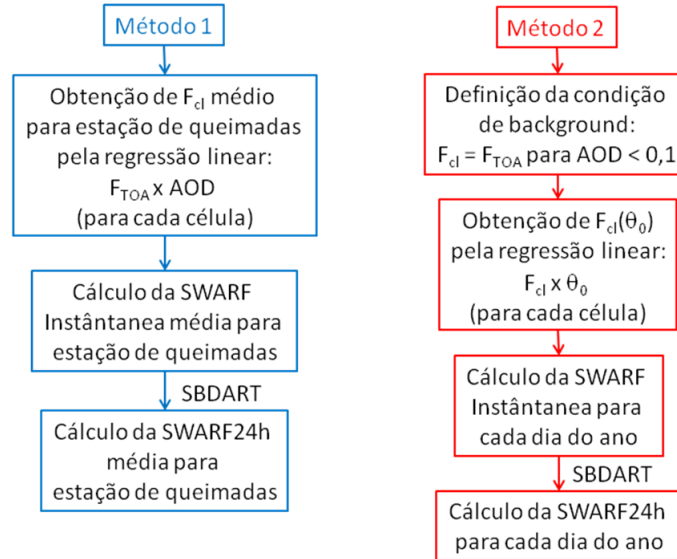 Método 1
Obtenção de Fcl médio
para estação de queimadas
pela regressão linear:
FTOA x AOD
(para cada célula)
Cálculo da SWARF
Instântanea média para
estação de queimadas
SBDART
Cálculo da SWARF24h
média para
estação de queimadas
Método 2
Definição da condição
de background:
Fcl = FTOA para AOD < 0,1
Obtenção de Fcl(θ0)
pela regressão linear:
Fcl x θ0
(para cada célula)
Cálculo da SWARF
Instântanea para
cada dia do ano
SBDART
Cálculo da SWARF24h
para cada dia do ano